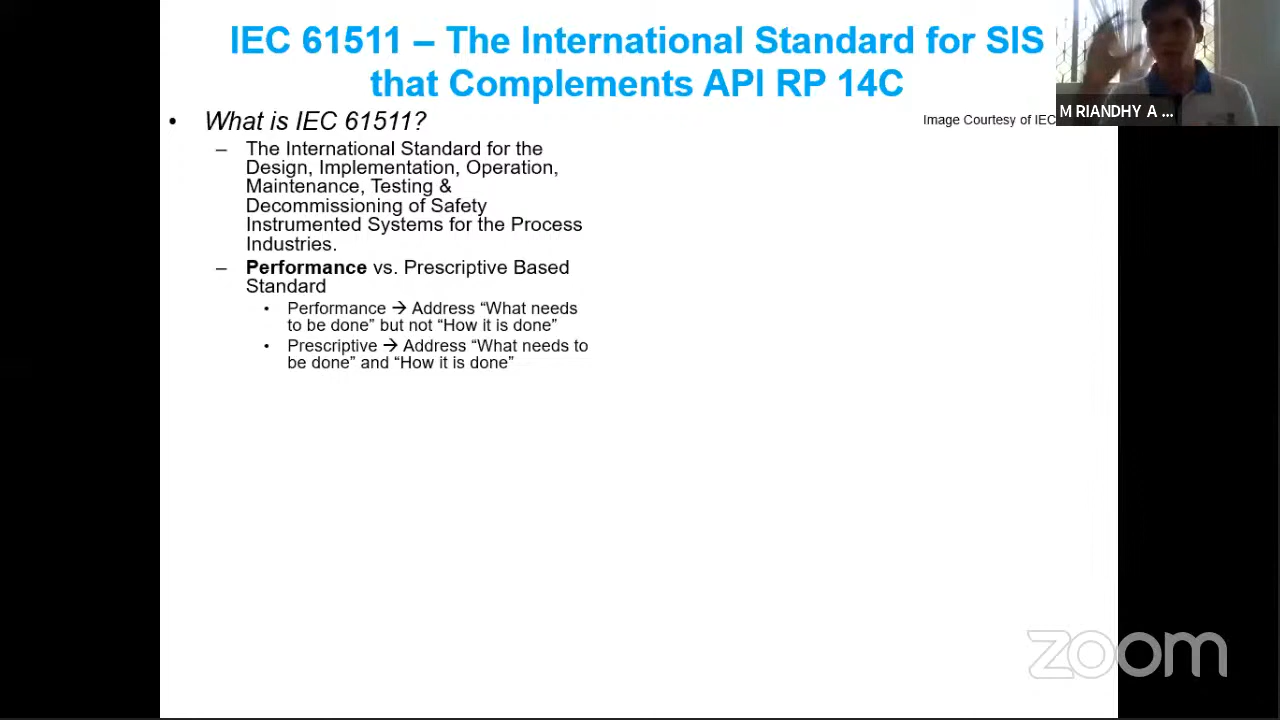 IEC 61511 – The International Standard for SIS
that Complements API RP 14C
• What is IEC 61511?
Image Courtesy of IEC
– The International Standard for the
Design, Implementation, Operation,
Maintenance, Testing &
Decommissioning of Safety
Instrumented Systems for the Process
Industries.
– Performance vs. Prescriptive Based
Standard
• Performance → Address “What needs
to be done” but not “How it is done”
• Prescriptive → Address “What needs to
be done” and “How it is done”
M RIANDHY A ...
zoom